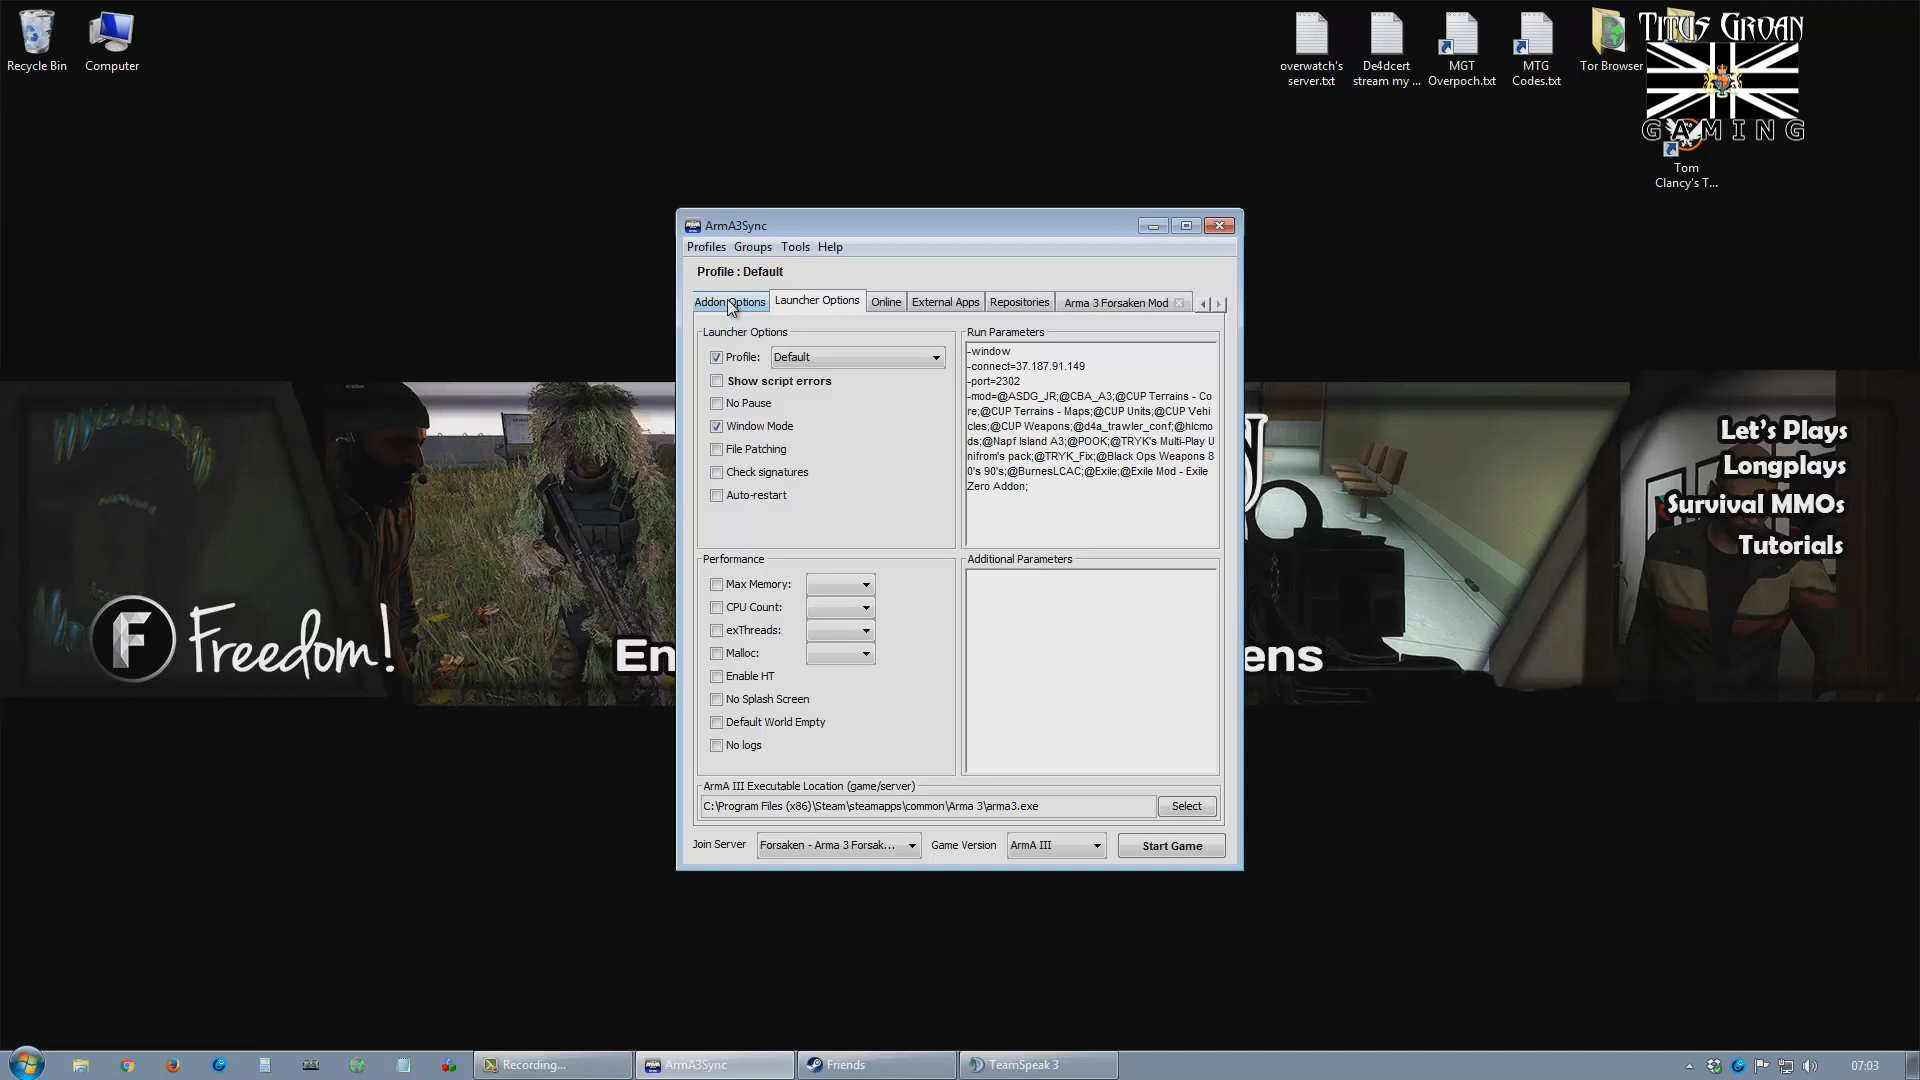 Recycle Bin
Computer
overwatch's
server.txt
De4dcert
stream my ...
MGT
Overpoch.txt
MTG
Codes.txt
Tor Browser
TITUS GROAN
GAMING
Tom
Clancy's T...
ArmA3Sync
Profiles Groups Tools Help
Profile : Default
Addon Options
Launcher Options
Online
External Apps
Repositories
Arma 3 Forsaken Mod
Launcher Options
Profile: Default
Show script errors
No Pause
Window Mode
File Patching
Check signatures
Auto-restart
Run Parameters
-window
-connect=37.187.91.149
-port=2302
-mod=@ASDG_JR;@CBA_A3;@CUP Terrains - Co
re;@CUP Terrains - Maps;@CUP Units;@CUP Vehi
cles;@CUP Weapons;@d4a_trawler_conf;@hlcmo
ds;@Napf Island A3;@POOK;@TRYK's Multi-Play U
nifrom's pack;@TRYK_Fix;@Black Ops Weapons 8
0's 90's;@BurnesLCAC;@Exile;@Exile Mod - Exile
Zero Addon;
Performance
Max Memory:
CPU Count:
exThreads:
Malloc:
Enable HT
No Splash Screen
Default World Empty
No logs
Additional Parameters
ArmA III Executable Location (game/server)
C:\Program Files (x86)\Steam\steamapps\common\Arma 3\arma3.exe
Select
Join Server
Forsaken - Arma 3 Forsak...
Game Version
ArmA III
Start Game
F Freedom!
En
ens
Let's Plays
Longplays
Survival MMOs
Tutorials
Recording...
ArmA3Sync
Friends
TeamSpeak 3
07:03